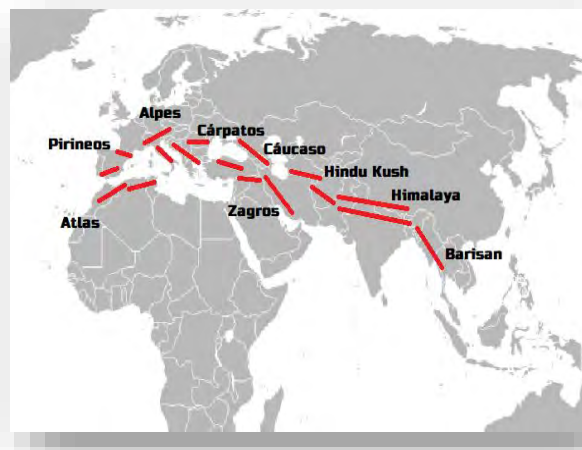 Alpes
Cárpatos
Pirineos
Cáucaso
Hindu Kush
Himalaya
Zagros
Atlas
Barisan